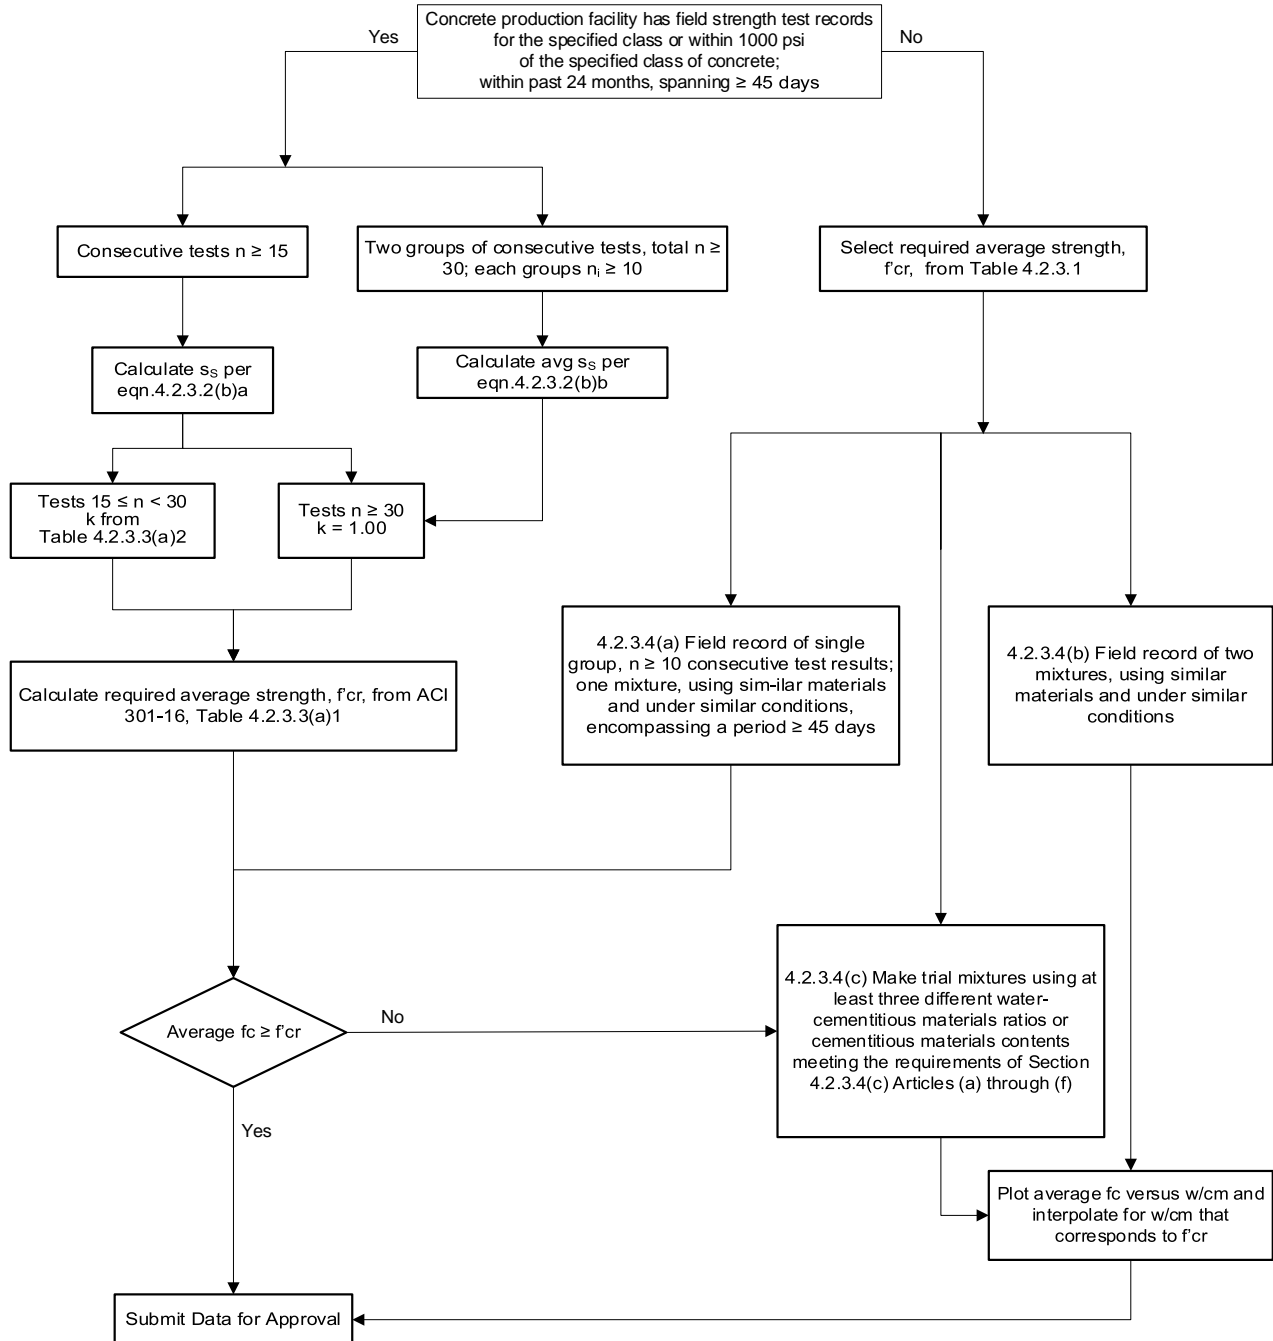 Concrete production facility has field strength test records
for the specified class or within 1000 psi
of the specified class of concrete;
within past 24 months, spanning ≥ 45 days
Yes
No
Consecutive tests n ≥ 15
Two groups of consecutive tests, total n ≥
30; each groups nᵢ ≥ 10
Select required average strength,
f'cr, from Table 4.2.3.1
Calculate sₛ per
eqn.4.2.3.2(b)a
Calculate avg sₛ per
eqn.4.2.3.2(b)b
Tests 15 ≤ n < 30
k from
Table 4.2.3.3(a)2
Tests n ≥ 30
k = 1.00
4.2.3.4(a) Field record of single
group, n ≥ 10 consecutive test results;
one mixture, using sim-ilar materials
and under similar conditions,
encompassing a period ≥ 45 days
4.2.3.4(b) Field record of two
mixtures, using similar
materials and under similar
conditions
Calculate required average strength, f'cr, from ACI
301-16, Table 4.2.3.3(a)1
4.2.3.4(c) Make trial mixtures using at
least three different water-
cementitious materials ratios or
cementitious materials contents
meeting the requirements of Section
4.2.3.4(c) Articles (a) through (f)
Average fc ≥ f'cr
No
Yes
Plot average fc versus w/cm and
interpolate for w/cm that
corresponds to f'cr
Submit Data for Approval